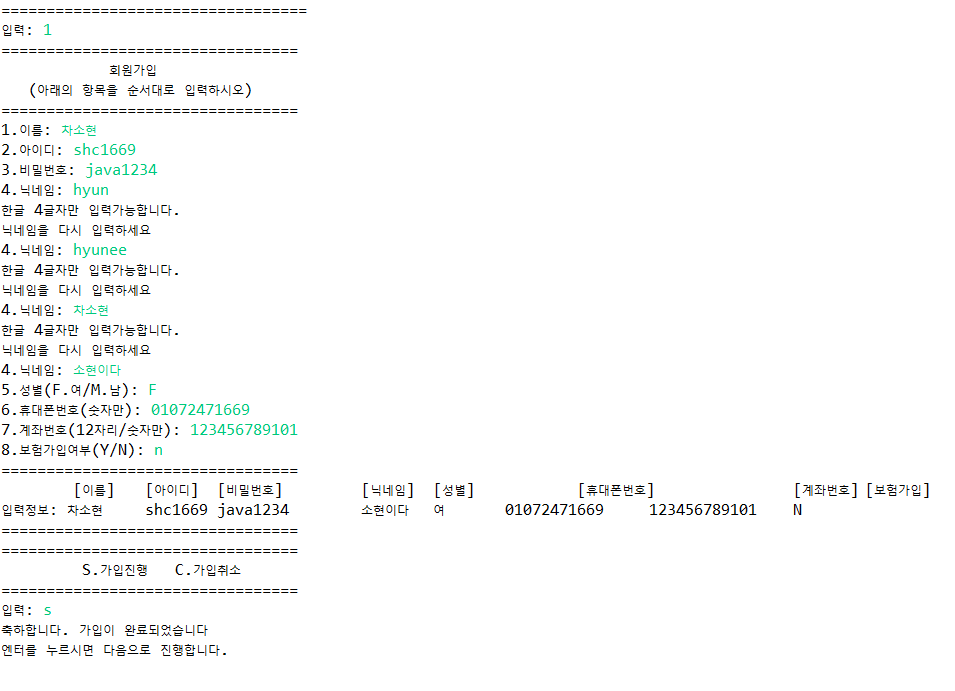 ==================================
입력: 1
=================================
회원가입
(아래의 항목을 순서대로 입력하시오)
=================================
1.이름: 차소현
2.아이디: shc1669
3.비밀번호: java1234
4.닉네임: hyun
한글 4글자만 입력가능합니다.
닉네임을 다시 입력하세요
4.닉네임: hyunee
한글 4글자만 입력가능합니다.
닉네임을 다시 입력하세요
4.닉네임: 차소현
한글 4글자만 입력가능합니다.
닉네임을 다시 입력하세요
4.닉네임: 소현이다
5.성별(F.여/M.남): F
6.휴대폰번호(숫자만): 01072471669
7.계좌번호(12자리/숫자만): 123456789101
8.보험가입여부(Y/N): n
=================================
[이름] [아이디] [비밀번호] [닉네임] [성별] [휴대폰번호] [계좌번호] [보험가입]
입력정보: 차소현 shc1669 java1234 소현이다 여 01072471669 123456789101 N
=================================
=================================
S.가입진행 C.가입취소
=================================
입력: s
축하합니다. 가입이 완료되었습니다
엔터를 누르시면 다음으로 진행합니다.